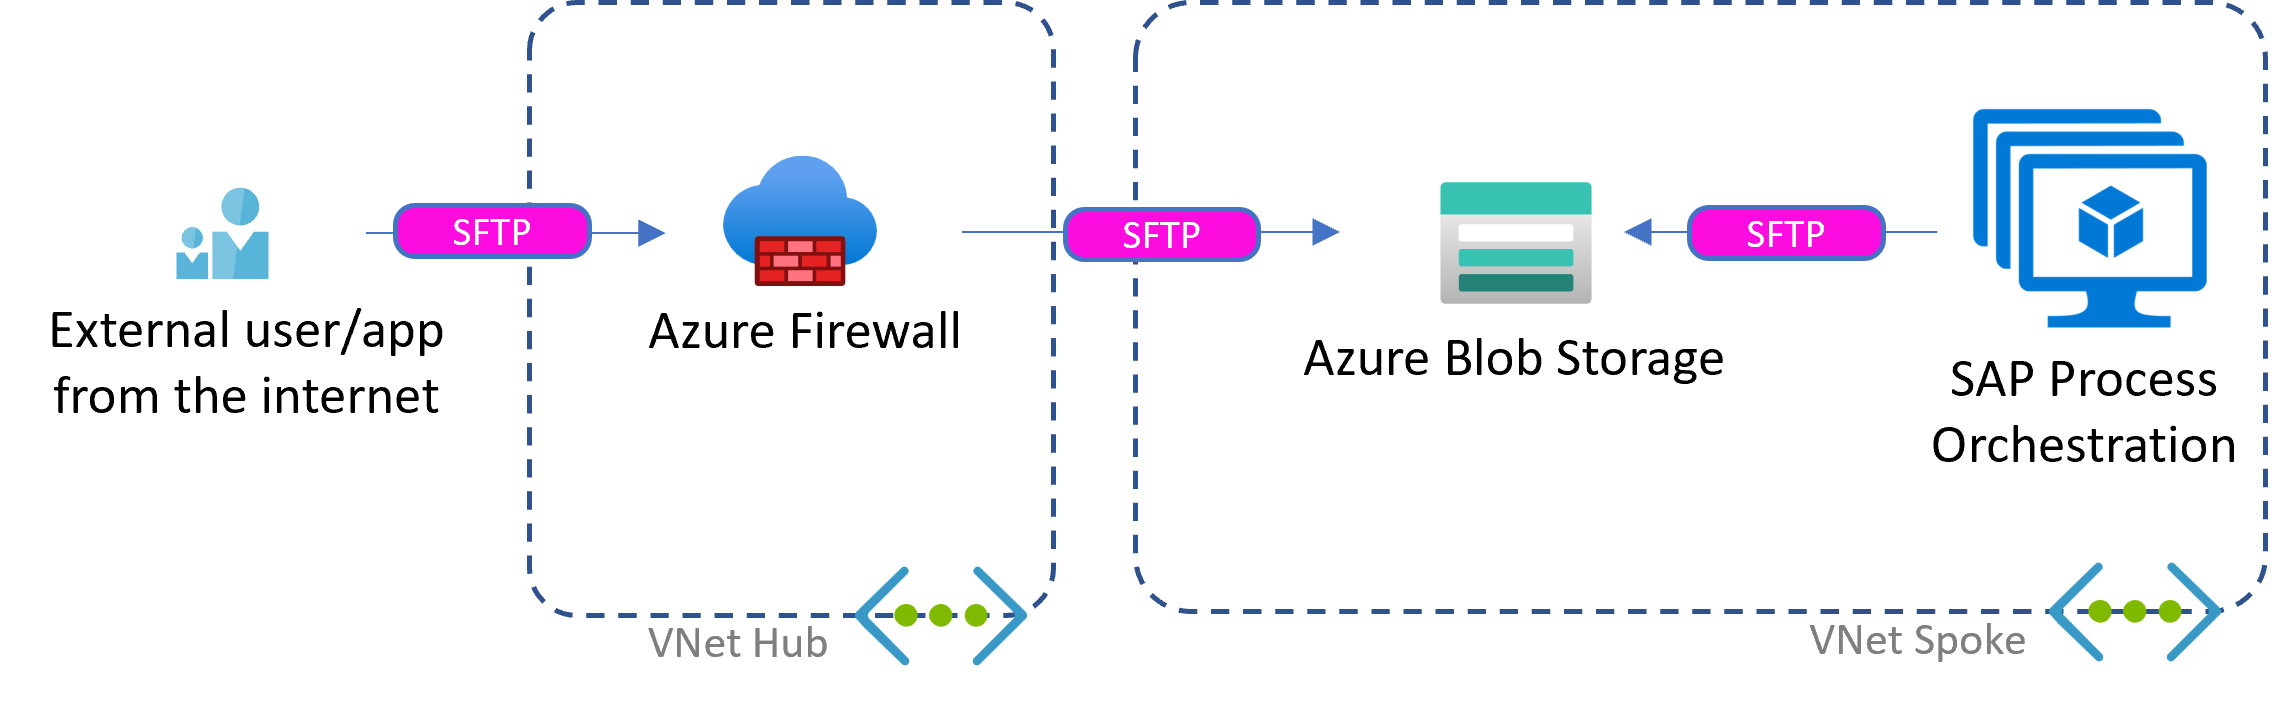 SFTP
SFTP
SFTP
External user/app
from the internet
Azure Firewall
Azure Blob Storage
SAP Process
Orchestration
VNet Hub
VNet Spoke